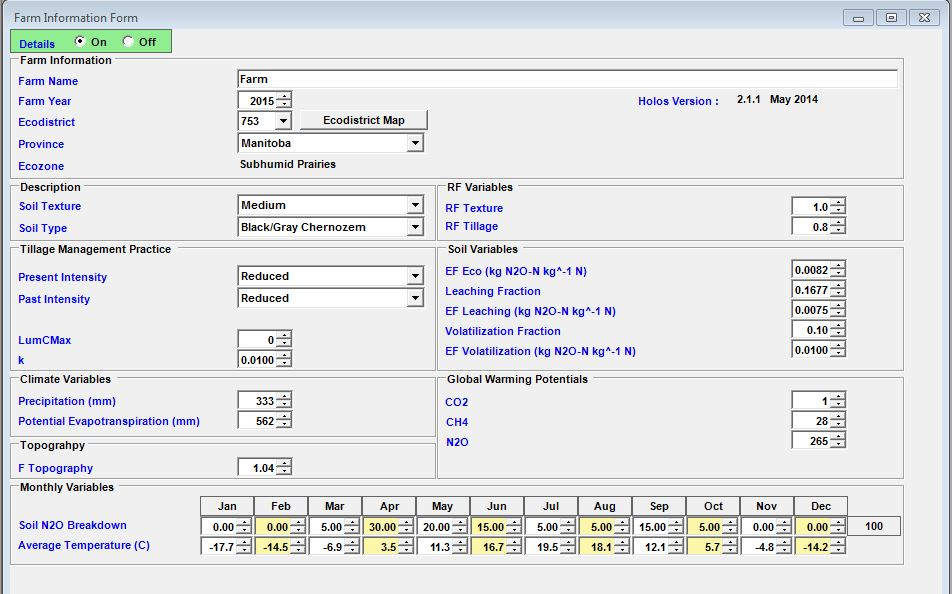 Farm Information Form
Details On Off
Farm Information
Farm Name Farm
Farm Year 2015 Holos Version : 2.1.1 May 2014
Ecodistrict 753 Ecodistrict Map
Province Manitoba
Ecozone Subhumid Prairies
Description
Soil Texture Medium
Soil Type Black/Gray Chernozem
RF Variables
RF Texture 1.0
RF Tillage 0.8
Tillage Management Practice
Present Intensity Reduced
Past Intensity Reduced
LumCMax 0
k 0.0100
Soil Variables
EF Eco (kg N2O-N kg^-1 N) 0.0082
Leaching Fraction 0.1677
EF Leaching (kg N2O-N kg^-1 N) 0.0075
Volatilization Fraction 0.10
EF Volatilization (kg N2O-N kg^-1 N) 0.0100
Climate Variables
Precipitation (mm) 333
Potential Evapotranspiration (mm) 562
Topograhpy
F Topography 1.04
Global Warming Potentials
CO2 1
CH4 28
N2O 265
Monthly Variables
Jan Feb Mar Apr May Jun Jul Aug Sep Oct Nov Dec
Soil N2O Breakdown 0.00 0.00 5.00 30.00 20.00 15.00 5.00 5.00 15.00 5.00 0.00 0.00 100
Average Temperature (C) -17.7 -14.5 -6.9 3.5 11.3 16.7 19.5 18.1 12.1 5.7 -4.8 -14.2